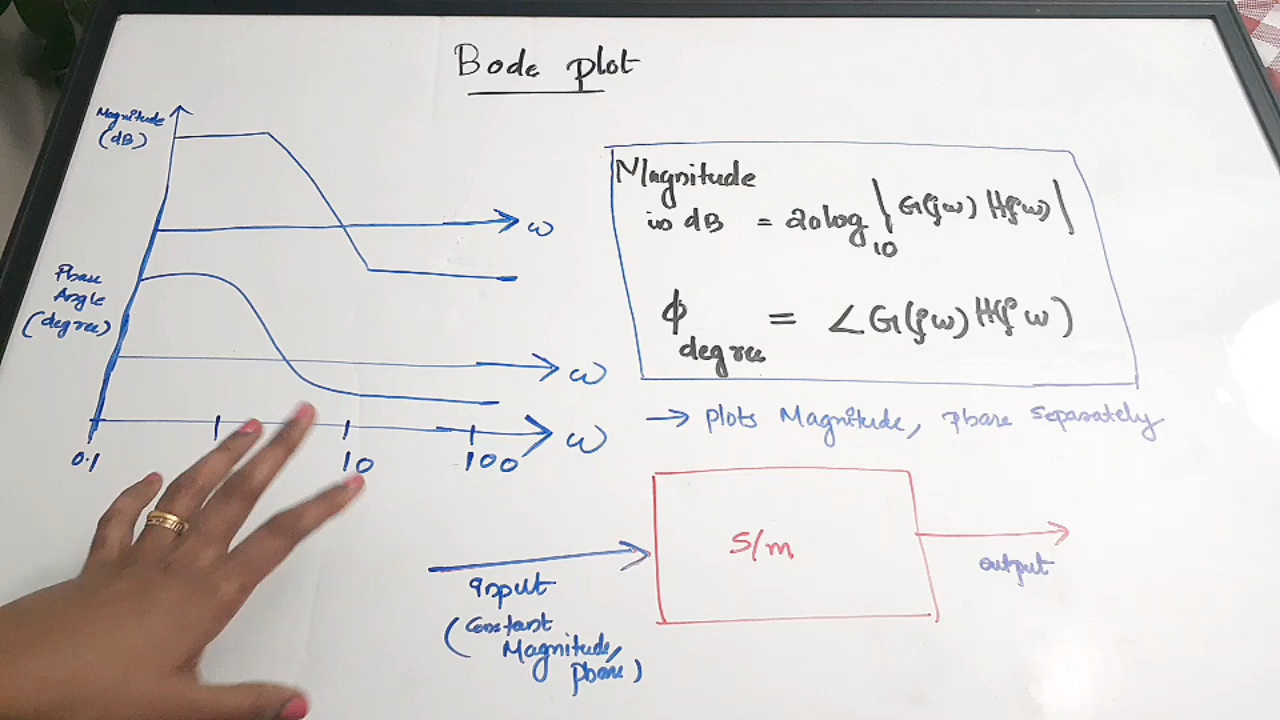 Bode plot
Magnitude
(dB)
ω
Phase
Angle
(degree)
ω
ω
0.1
10
100
Magnitude
in dB = 20log₁₀ |G(jω) H(jω)|
ϕ degree = ∠G(jω) H(jω)
→ Plots Magnitude, phase separately
S/m
Input
(Constant
Magnitude,
phase)
output